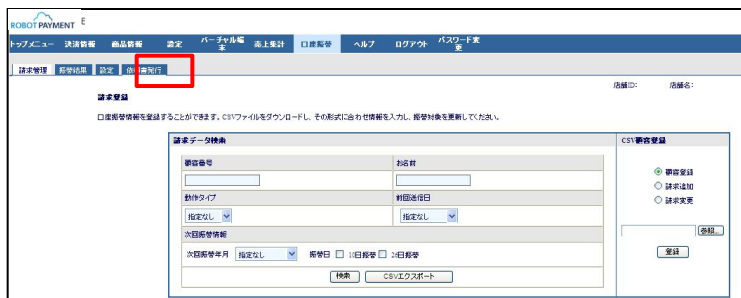 ROBOT PAYMENT E
トップメニュー 決済情報 商品情報 設定 バーチャル端末 売上集計 口座振替 ヘルプ ログアウト パスワード変更
請求管理 振替結果 設定 依頼書発行
店舗ID: 店舗名:
請求登録
口座振替情報を登録することができます。CSVファイルをダウンロードし、その形式に合わせ情報を入力し、振替対象を更新してください。
請求データ検索
顧客番号 お名前
動作タイプ 前回送信日
指定なし 指定なし
次回振替情報
次回振替年月 指定なし 振替日 日振替 日振替
検索 CSVエクスポート
CSV顧客登録
顧客登録
請求追加
請求変更
参照...
登録